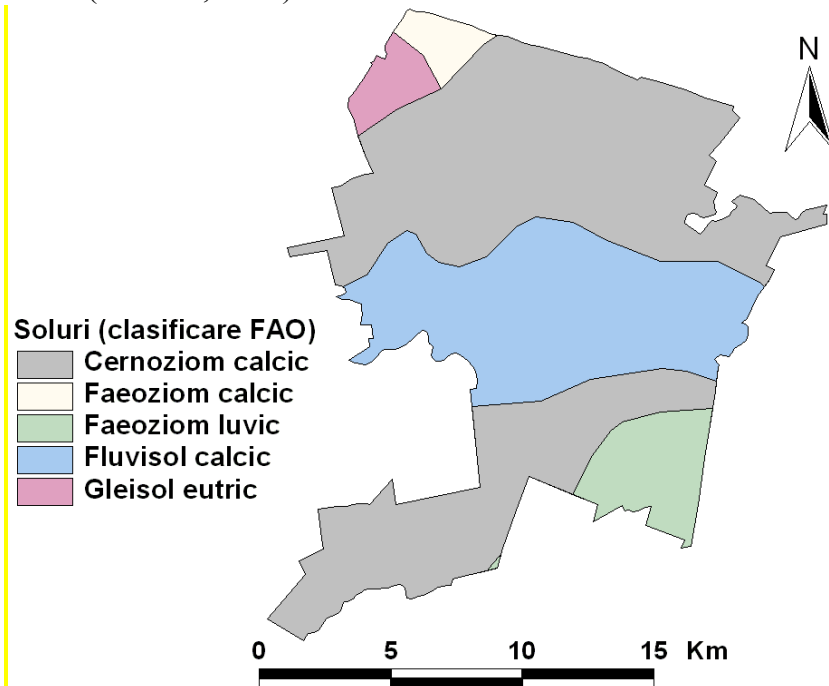 N
Soluri (clasificare FAO)
Cernoziom calcic
Faeoziom calcic
Faeoziom luvic
Fluvisol calcic
Gleisol eutric
0 5 10 15 Km